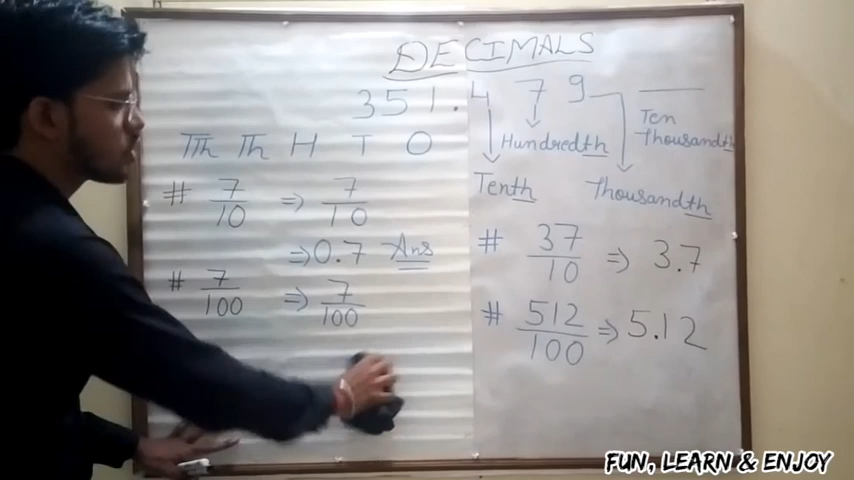 DECIMALS
351.479 ____
TTh Th H T O
Tenth
Hundredth
Thousandth
Ten
Thousandth
# 7/10 ⇒ 7/10
⇒ 0.7 Ans
# 7/100 ⇒ 7/100
# 37/10 ⇒ 3.7
# 512/100 ⇒ 5.12
FUN, LEARN & ENJOY